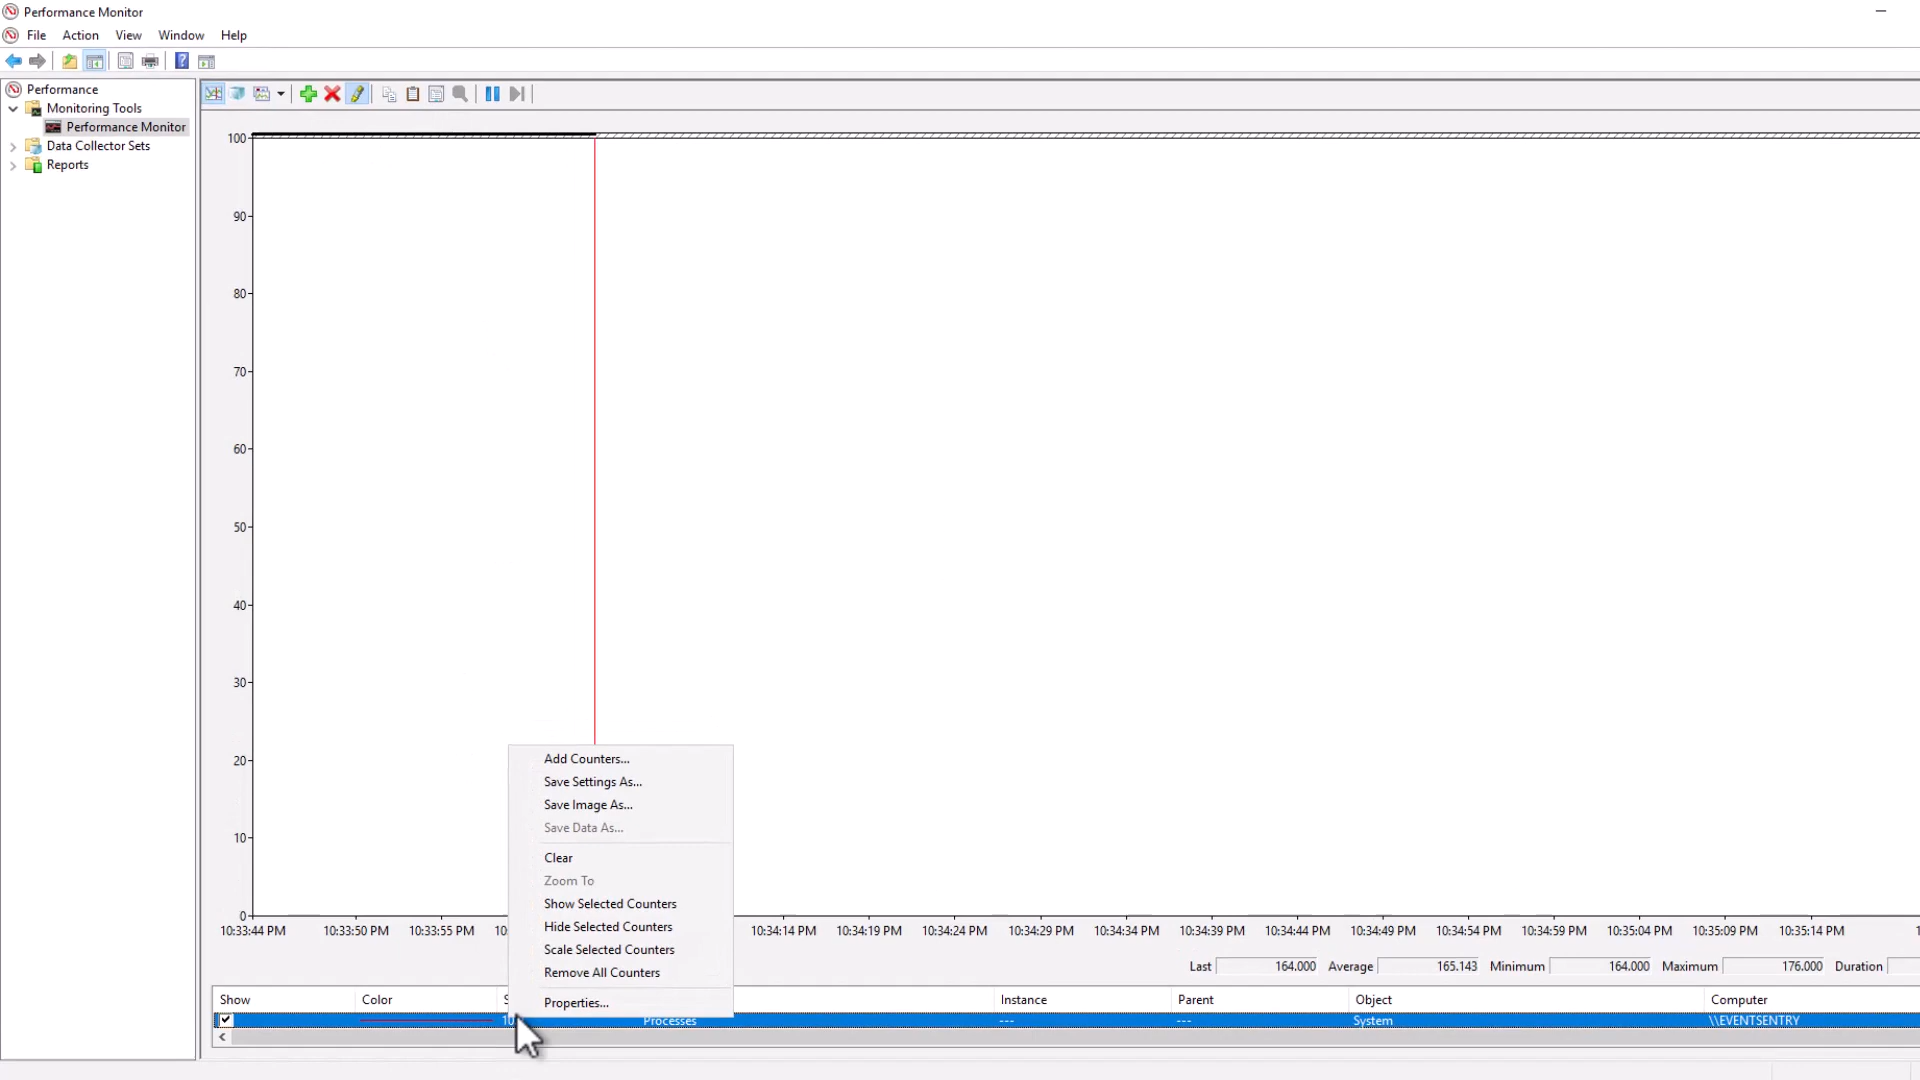 Performance Monitor
File Action View Window Help
Performance
Monitoring Tools
Performance Monitor
Data Collector Sets
Reports
100
90
80
70
60
50
40
30
20
10
0
Add Counters...
Save Settings As...
Save Image As...
Save Data As...
Clear
Zoom To
Show Selected Counters
Hide Selected Counters
Scale Selected Counters
Remove All Counters
Properties...
10:33:44 PM 10:33:50 PM 10:33:55 PM 10:34:14 PM 10:34:19 PM 10:34:24 PM 10:34:29 PM 10:34:34 PM 10:34:39 PM 10:34:44 PM 10:34:49 PM 10:34:54 PM 10:34:59 PM 10:35:04 PM 10:35:09 PM 10:35:14 PM
Last 164.000 Average 165.143 Minimum 164.000 Maximum 176.000 Duration
Show Color Instance Parent Object Computer
Processes --- --- System \\EVENTSENTRY